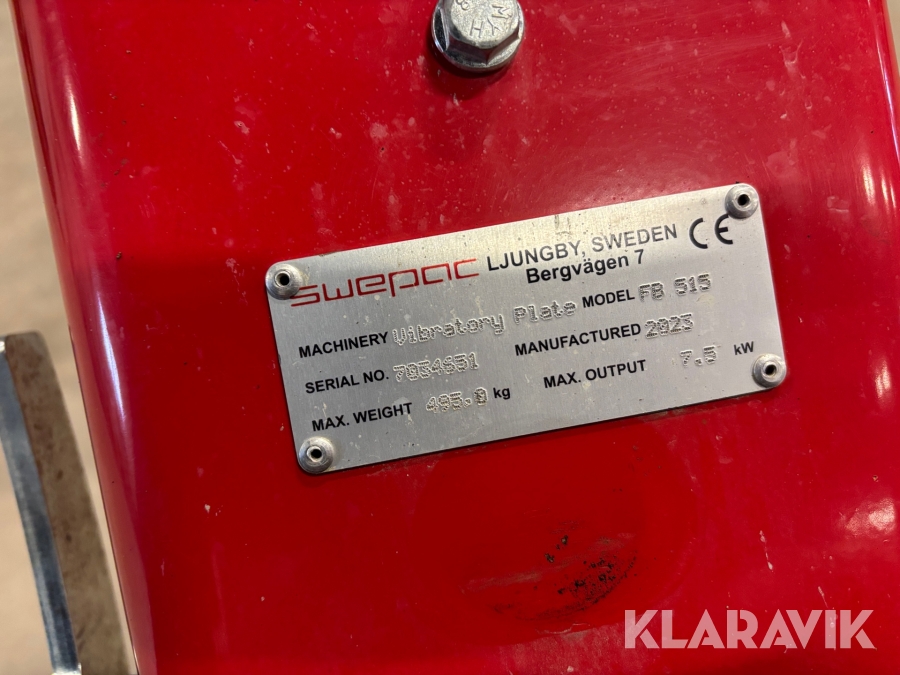 swepac LJUNGBY, SWEDEN CE
Bergvägen 7
MACHINERY Vibratory Plate MODEL FB 515
SERIAL NO. 7034631 MANUFACTURED 2023
MAX. WEIGHT 495.0 kg MAX. OUTPUT 7.5 kW
KLARAVIK